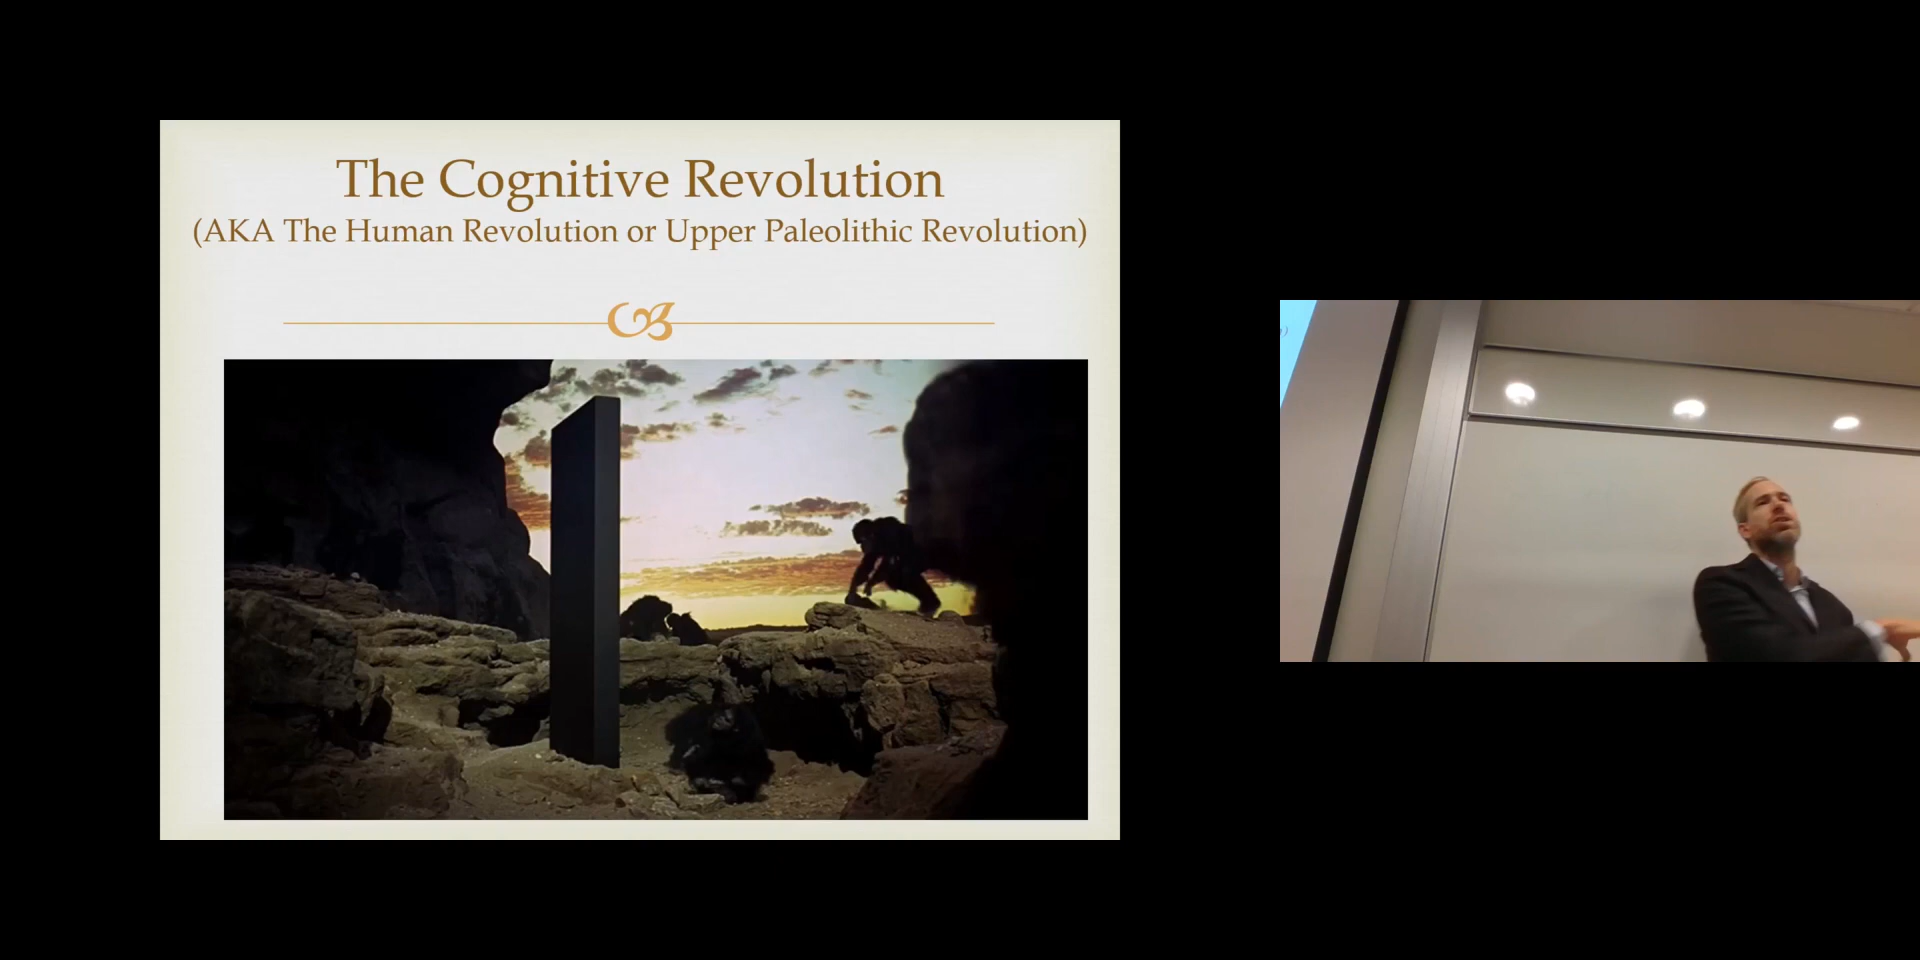 The Cognitive Revolution
(AKA The Human Revolution or Upper Paleolithic Revolution)